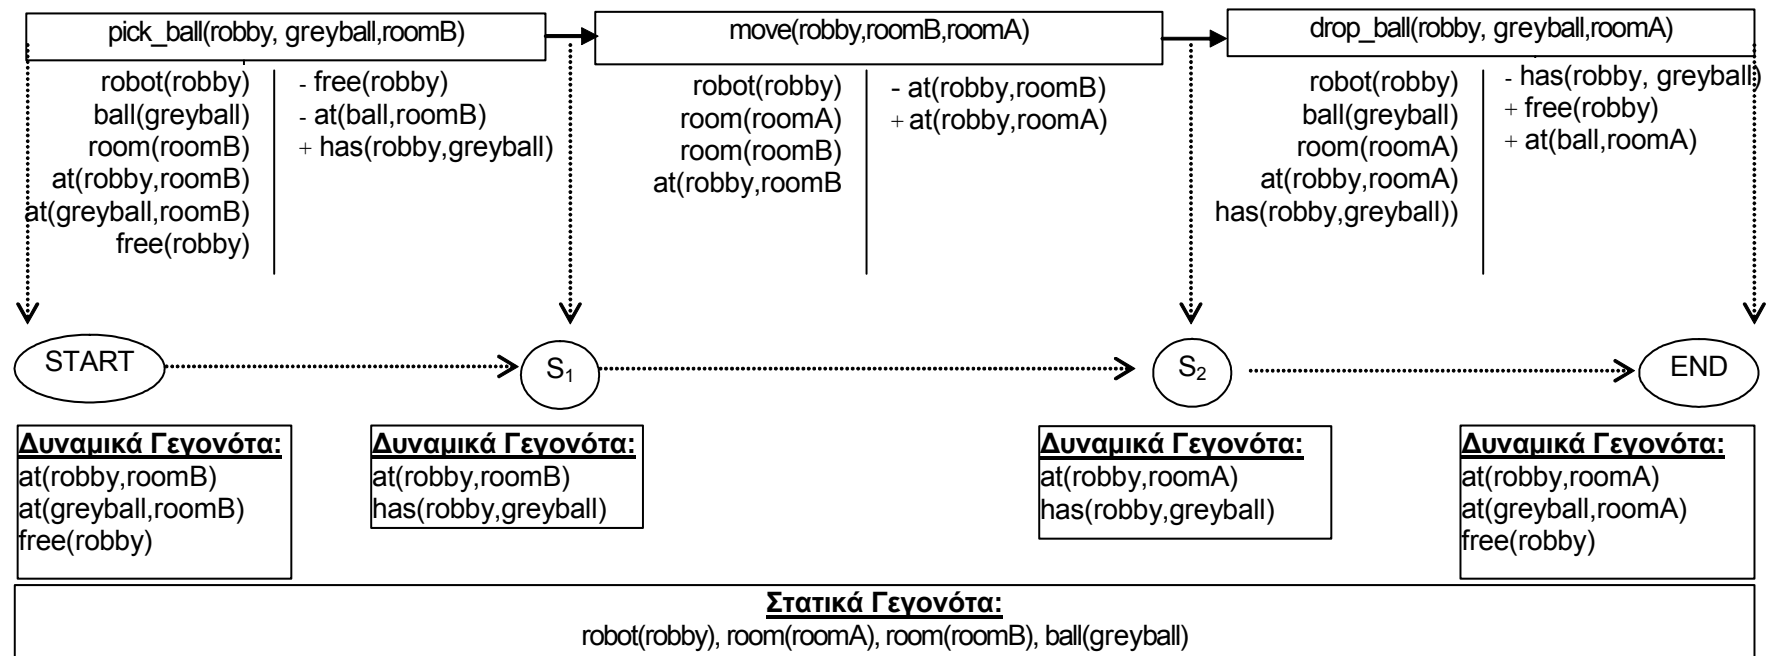 pick_ball(robby, greyball,roomB)
robot(robby)
ball(greyball)
room(roomB)
at(robby,roomB)
at(greyball,roomB)
free(robby)
- free(robby)
- at(ball,roomB)
+ has(robby,greyball)
move(robby,roomB,roomA)
robot(robby)
room(roomA)
room(roomB)
at(robby,roomB
- at(robby,roomB)
+ at(robby,roomA)
drop_ball(robby, greyball,roomA)
robot(robby)
ball(greyball)
room(roomA)
at(robby,roomA)
has(robby,greyball))
- has(robby, greyball)
+ free(robby)
+ at(ball,roomA)
START
S₁
S₂
END
Δυναμικά Γεγονότα:
at(robby,roomB)
at(greyball,roomB)
free(robby)
Δυναμικά Γεγονότα:
at(robby,roomB)
has(robby,greyball)
Δυναμικά Γεγονότα:
at(robby,roomA)
has(robby,greyball)
Δυναμικά Γεγονότα:
at(robby,roomA)
at(greyball,roomA)
free(robby)
Στατικά Γεγονότα:
robot(robby), room(roomA), room(roomB), ball(greyball)